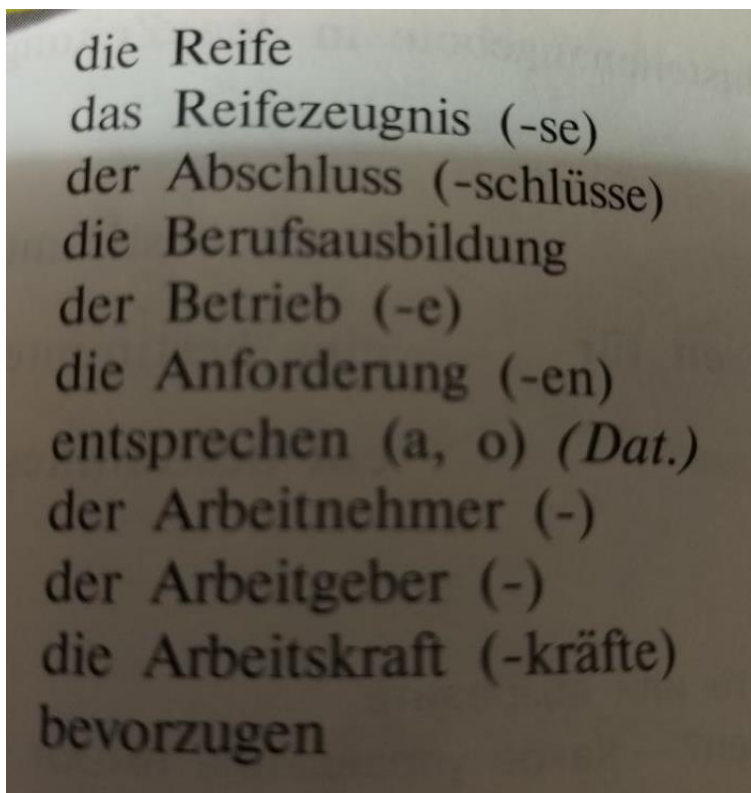 die Reife
das Reifezeugnis (-se)
der Abschluss (-schlüsse)
die Berufsausbildung
der Betrieb (-e)
die Anforderung (-en)
entsprechen (a, o) (Dat.)
der Arbeitnehmer (-)
der Arbeitgeber (-)
die Arbeitskraft (-kräfte)
bevorzugen